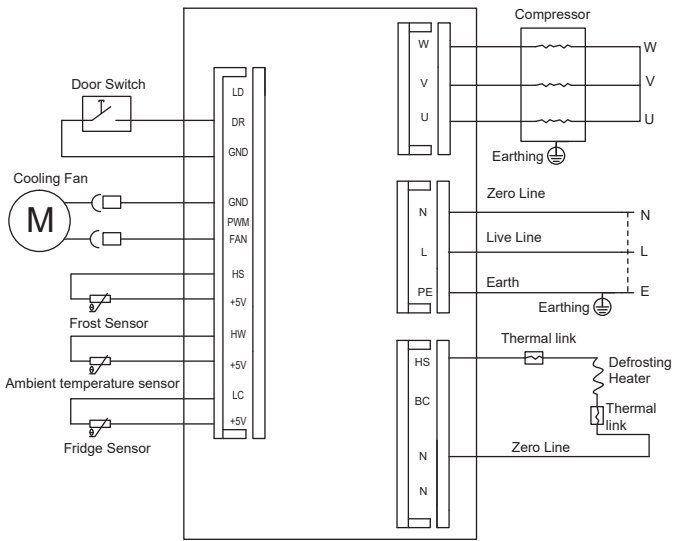 Compressor
W
W
V
V
U
U
Earthing
Door Switch
LD
DR
GND
Cooling Fan
M
GND
PWM
FAN
HS
+5V
Frost Sensor
HW
+5V
Ambient temperature sensor
LC
+5V
Fridge Sensor
Zero Line
N
N
Live Line
L
L
Earth
PE
E
Earthing
Thermal link
HS
Defrosting
Heater
BC
Thermal
link
Zero Line
N
N
θ
θ
θ